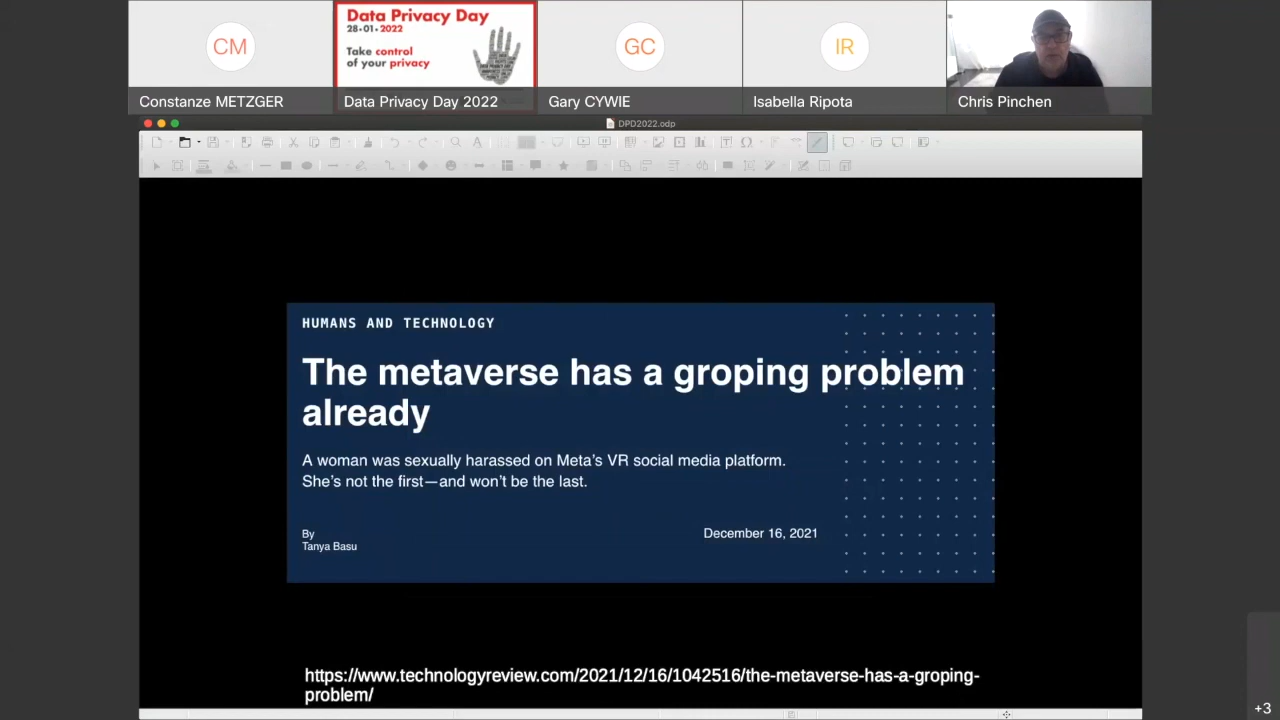 CM
Data Privacy Day
28-01-2022
Take control
of your privacy
GC
IR
Constanze METZGER
Data Privacy Day 2022
Gary CYWIE
Isabella Ripota
Chris Pinchen
DPD2022.odp
HUMANS AND TECHNOLOGY
The metaverse has a groping problem
already
A woman was sexually harassed on Meta’s VR social media platform.
She’s not the first—and won’t be the last.
By
Tanya Basu
December 16, 2021
https://www.technologyreview.com/2021/12/16/1042516/the-metaverse-has-a-groping-
problem/
+3